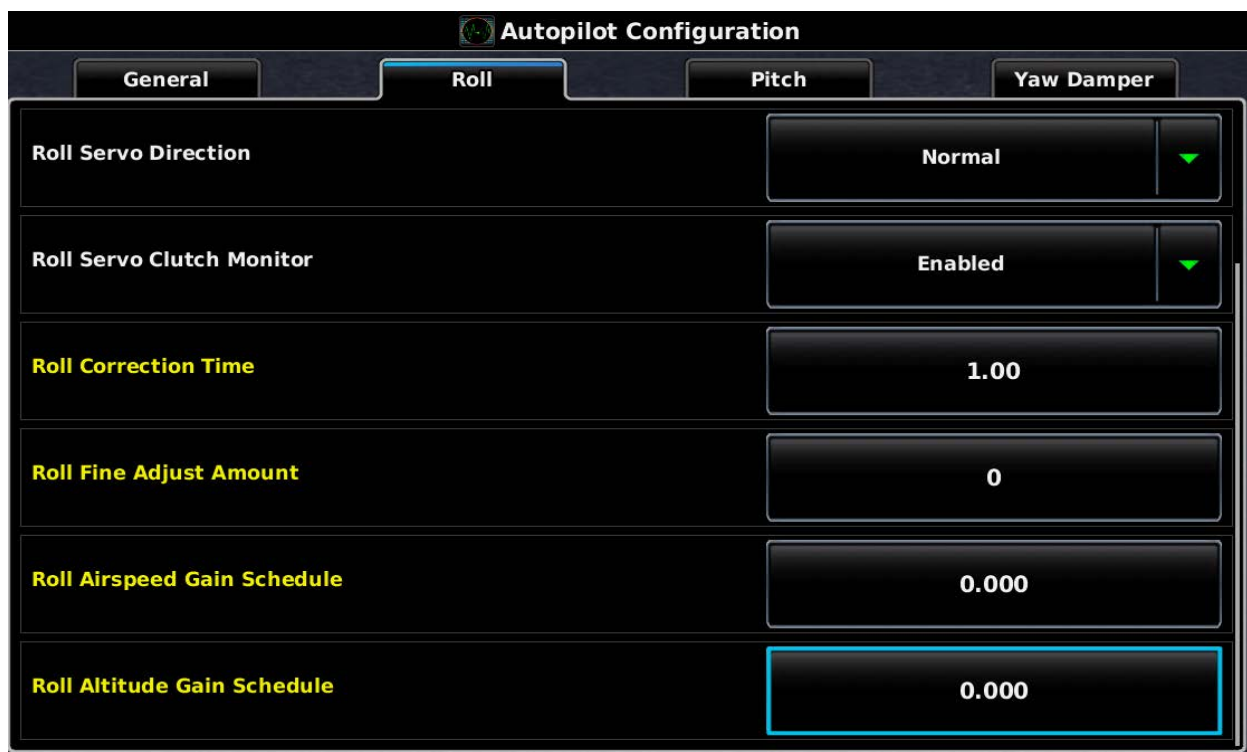 Autopilot Configuration
General Roll Pitch Yaw Damper
Roll Servo Direction Normal
Roll Servo Clutch Monitor Enabled
Roll Correction Time 1.00
Roll Fine Adjust Amount 0
Roll Airspeed Gain Schedule 0.000
Roll Altitude Gain Schedule 0.000